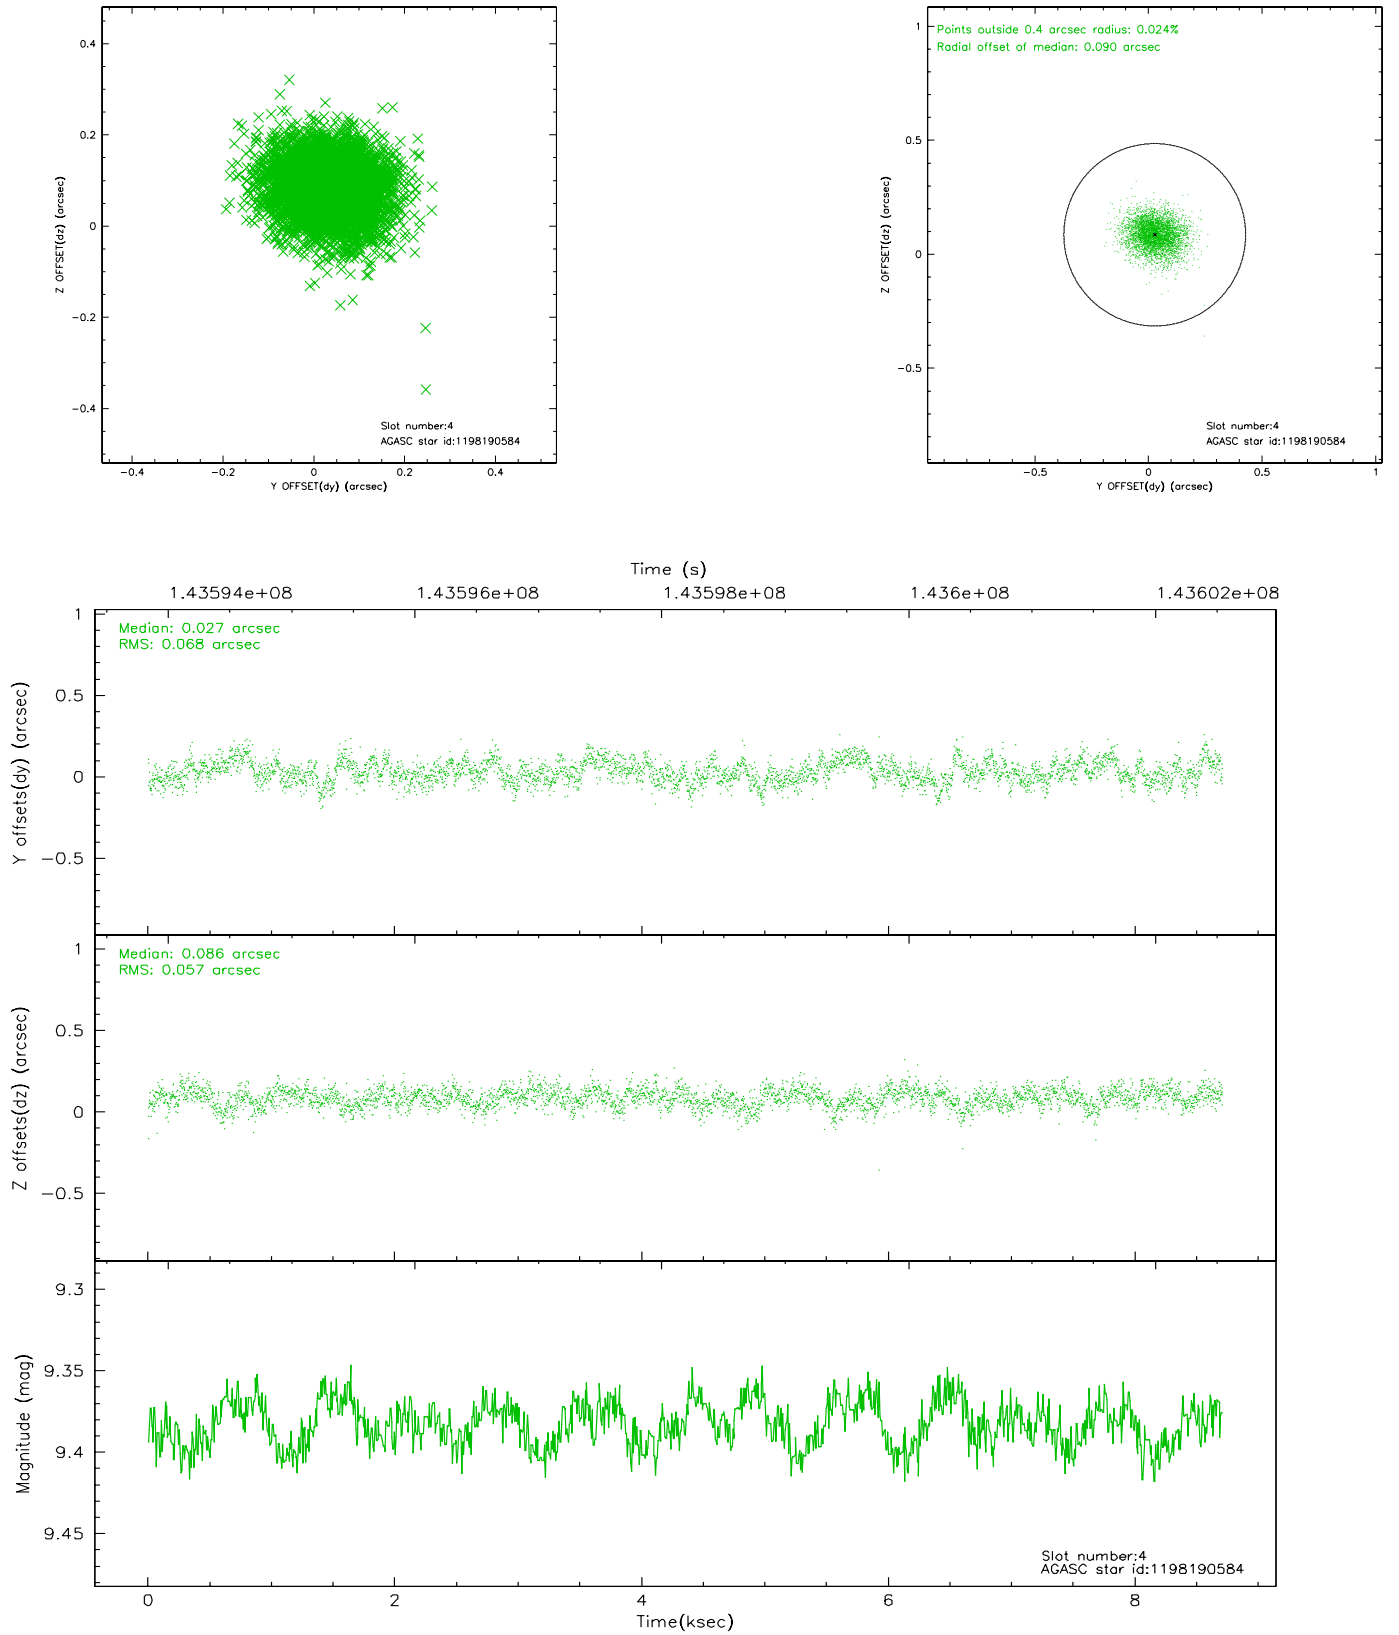 0.4
0.2
0
−0.2
−0.4
Z OFFSET(dz) (arcsec)
Slot number:4
AGASC star id:1198190584
−0.4 −0.2 0 0.2 0.4
Y OFFSET(dy) (arcsec)
Points outside 0.4 arcsec radius: 0.024%
Radial offset of median: 0.090 arcsec
1
0.5
0
−0.5
Z OFFSET(dz) (arcsec)
Slot number:4
AGASC star id:1198190584
−0.5 0 0.5 1
Y OFFSET(dy) (arcsec)
Time (s)
1.43594e+08 1.43596e+08 1.43598e+08 1.436e+08 1.43602e+08
Median: 0.027 arcsec
RMS: 0.068 arcsec
1
0.5
0
−0.5
Y offsets(dy) (arcsec)
Median: 0.086 arcsec
RMS: 0.057 arcsec
1
0.5
0
−0.5
Z offsets(dz) (arcsec)
9.3
9.35
9.4
9.45
Magnitude (mag)
Slot number:4
AGASC star id:1198190584
0 2 4 6 8
Time(ksec)